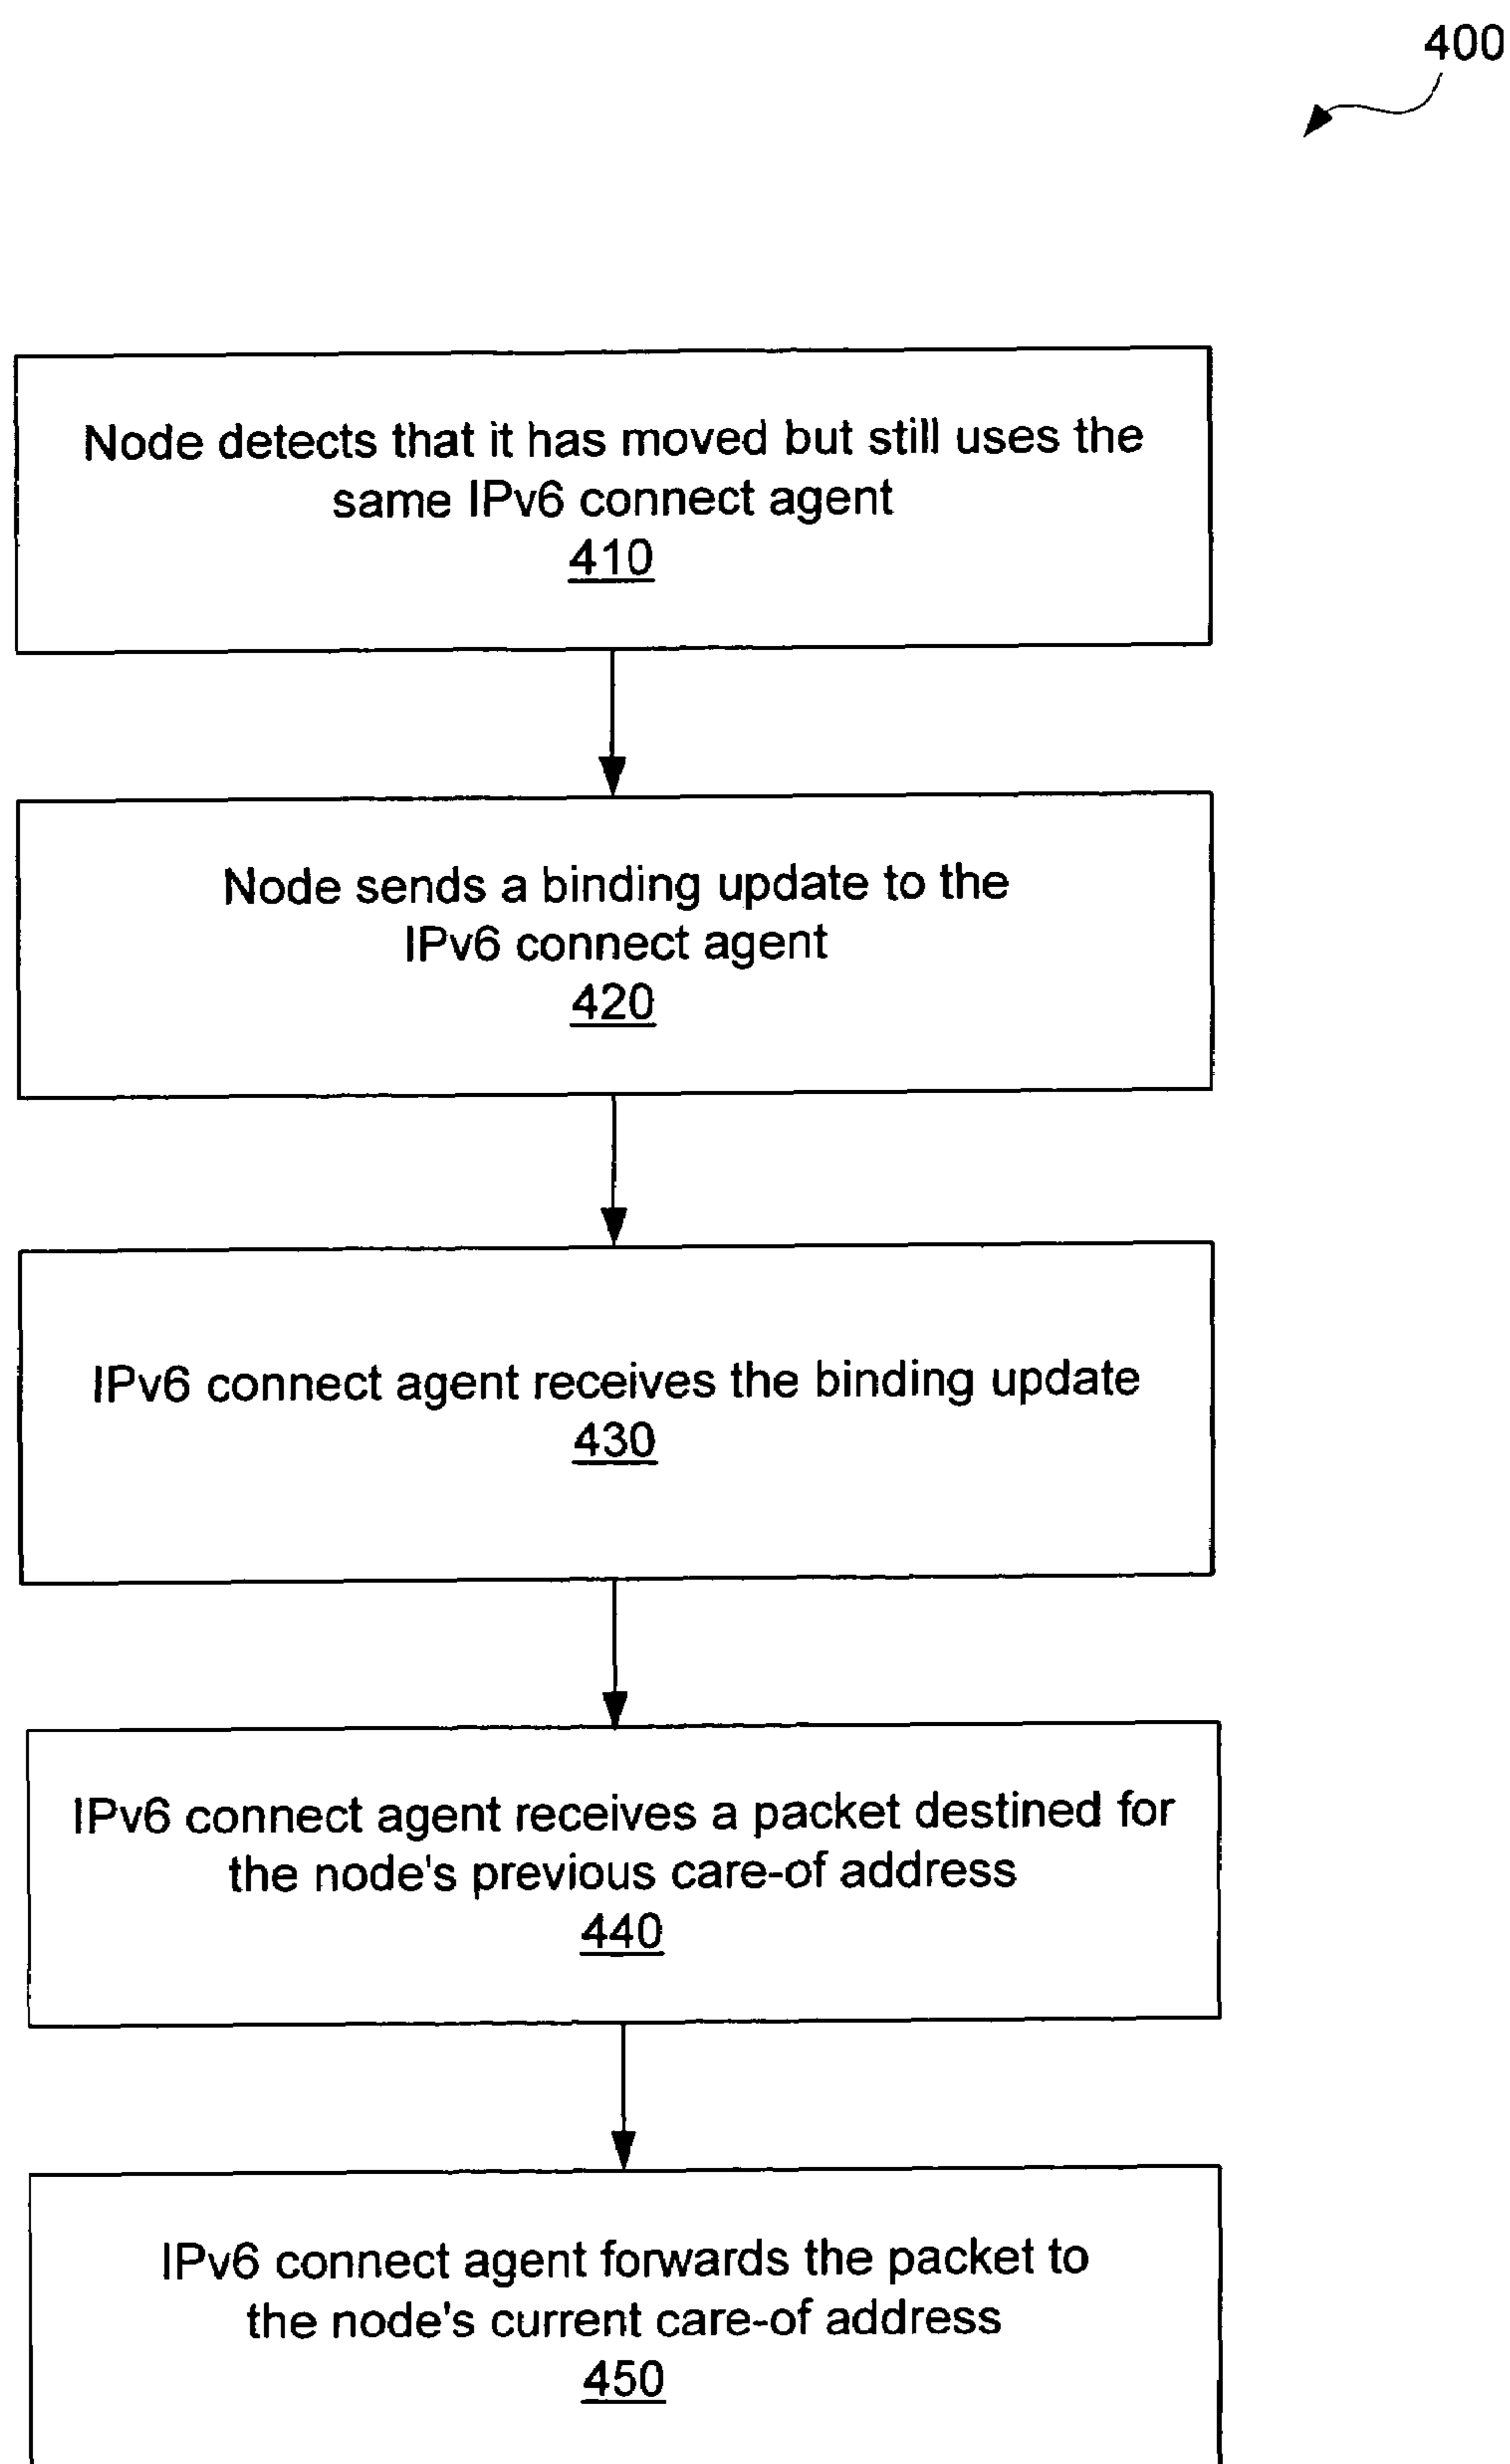 400
Node detects that it has moved but still uses the
same IPv6 connect agent
410
Node sends a binding update to the
IPv6 connect agent
420
IPv6 connect agent receives the binding update
430
IPv6 connect agent receives a packet destined for
the node's previous care-of address
440
IPv6 connect agent forwards the packet to
the node's current care-of address
450